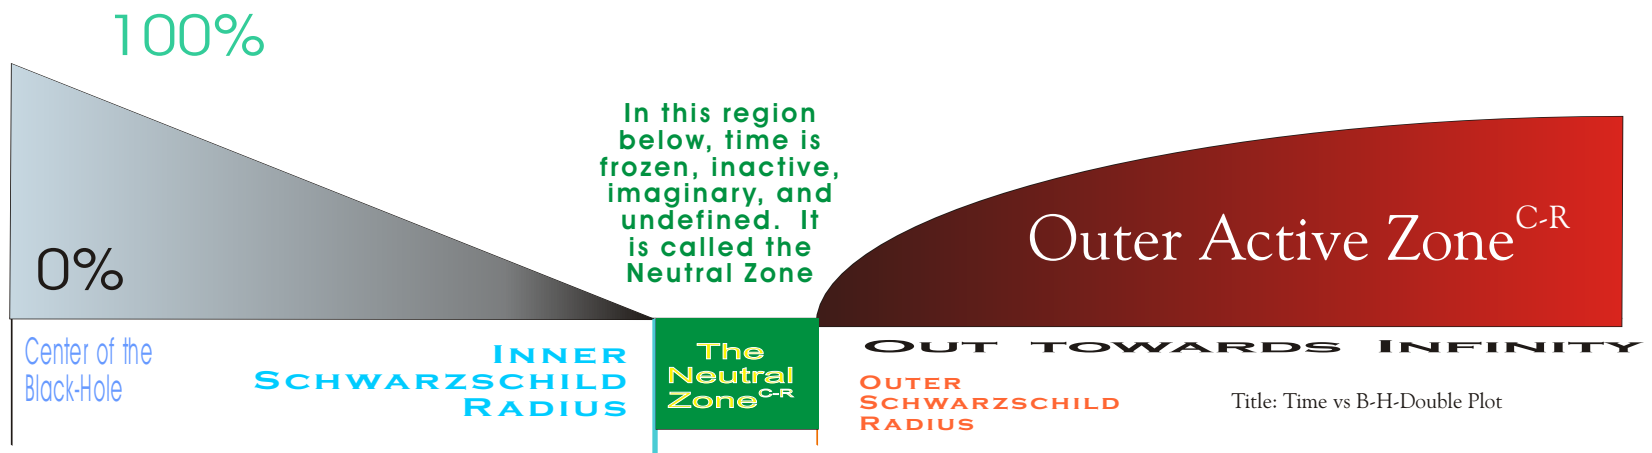 100%
In this region
below, time is
frozen, inactive,
imaginary, and
undefined. It
is called the
Neutral Zone
0%
Outer Active Zone C-R
Center of the
Black-Hole
INNER
SCHWARZSCHILD
RADIUS
The
Neutral
Zone C-R
OUT TOWARDS INFINITY
OUTER
SCHWARZSCHILD
RADIUS
Title: Time vs B-H-Double Plot